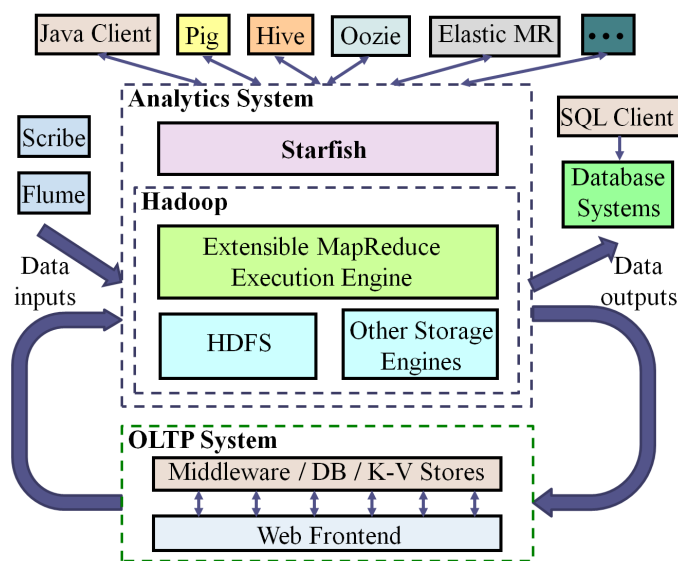 Java Client
Pig
Hive
Oozie
Elastic MR
...
Analytics System
Starfish
Scribe
Flume
SQL Client
Database
Systems
Hadoop
Extensible MapReduce
Execution Engine
Data
inputs
Data
outputs
HDFS
Other Storage
Engines
OLTP System
Middleware / DB / K-V Stores
Web Frontend